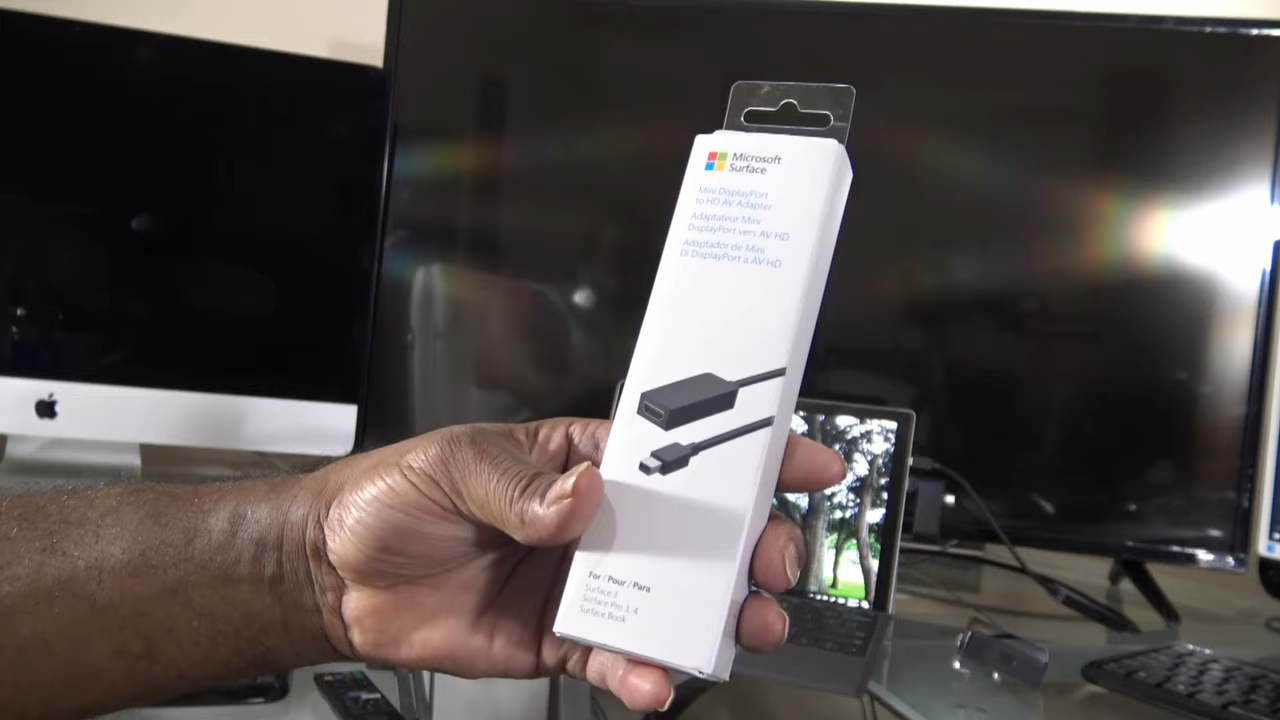 Microsoft
Surface
Mini DisplayPort
to HD AV Adapter
Adaptateur Mini
DisplayPort vers AV HD
Adaptador de Mini
Di DisplayPort a AV HD
For / Pour / Para
Surface 3
Surface Pro 3, 4
Surface Book